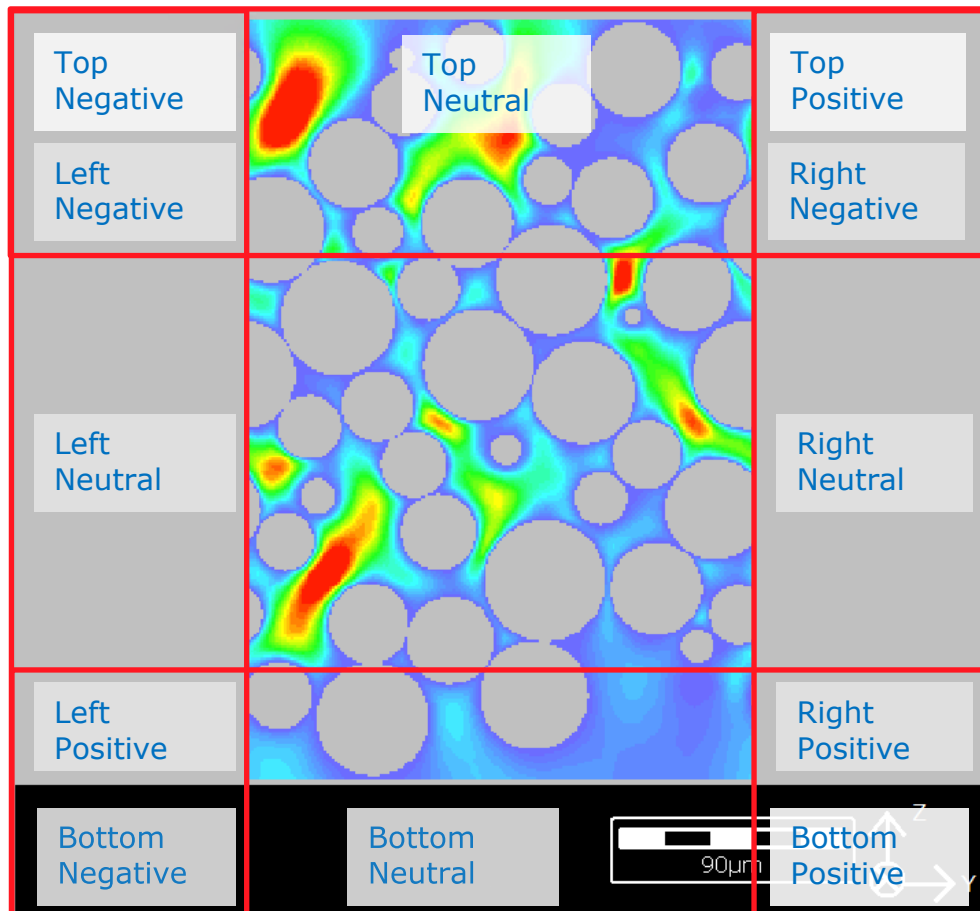 Top
Negative
Top
Neutral
Top
Positive
Left
Negative
Right
Negative
Left
Neutral
Right
Neutral
Left
Positive
Right
Positive
Bottom
Negative
Bottom
Neutral
90µm
Bottom
Positive
Z
Y